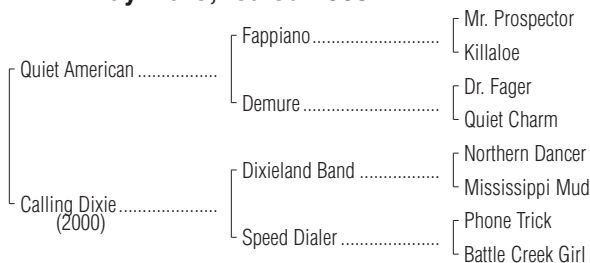 Mr. Prospector
Fappiano
Killaloe
Quiet American
Dr. Fager
Demure
Quiet Charm
Northern Dancer
Dixieland Band
Mississippi Mud
Calling Dixie
(2000)
Phone Trick
Speed Dialer
Battle Creek Girl